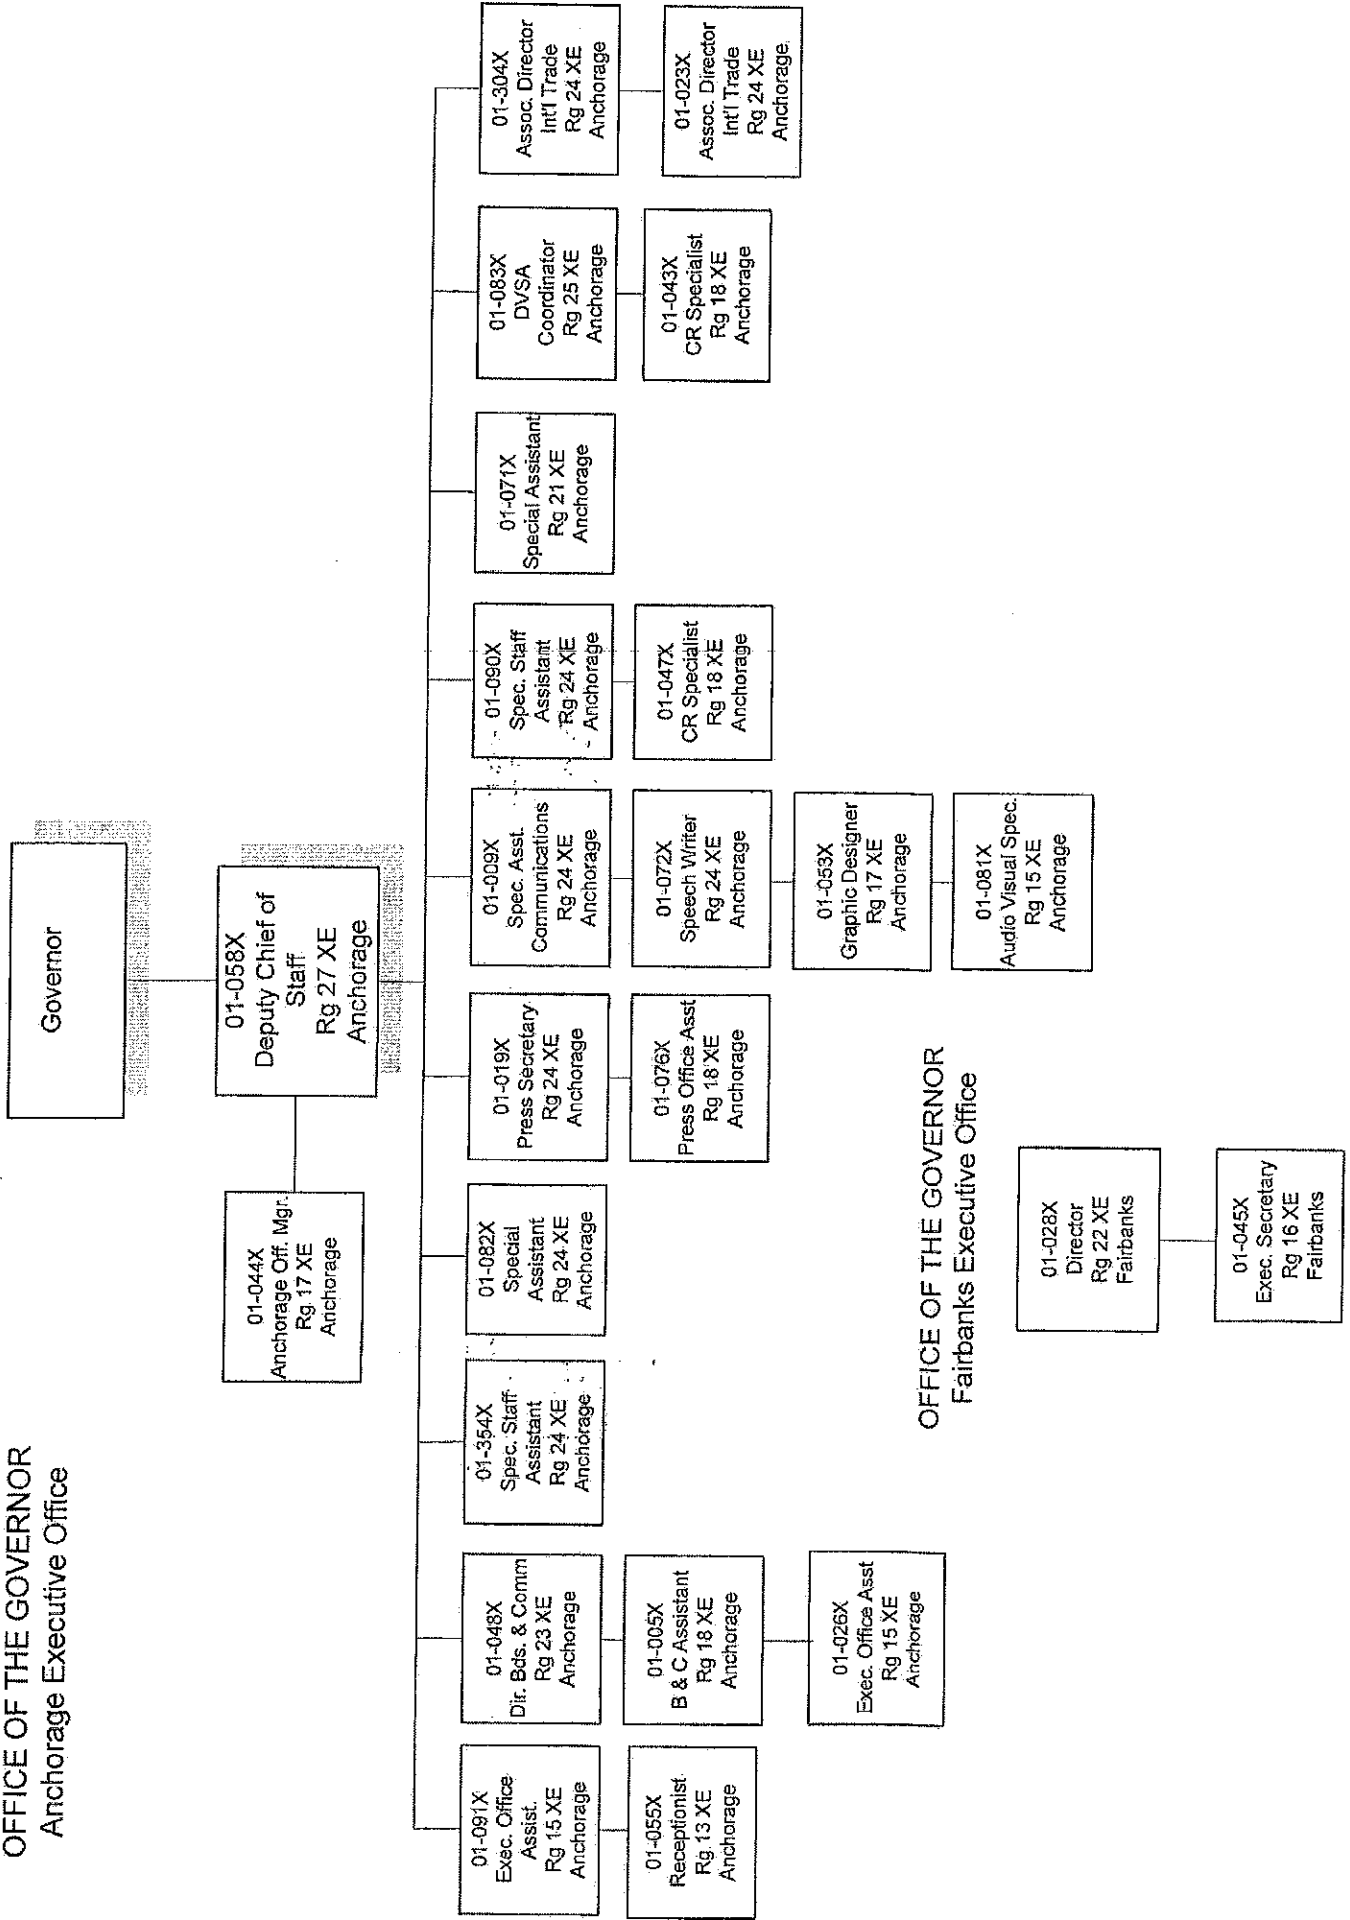 OFFICE OF THE GOVERNOR
Anchorage Executive Office
Governor
01-058X
Deputy Chief of
Staff
Rg 27 XE
Anchorage
01-044X
Anchorage Off. Mgr.
Rg. 17 XE
Anchorage
01-091X
Exec. Office
Assist.
Rg 15 XE
Anchorage
01-055X
Receptionist
Rg. 13 XE
Anchorage
01-048X
Dir. Bds. & Comm
Rg 23 XE
Anchorage
01-005X
B & C Assistant
Rg 18 XE
Anchorage
01-026X
Exec. Office Asst
Rg 15 XE
Anchorage
01-354X
Spec. Staff
Assistant
Rg 24 XE
Anchorage
01-082X
Special
Assistant
Rg 24 XE
Anchorage
01-019X
Press Secretary
Rg 24 XE
Anchorage
01-076X
Press Office Asst
Rg 18 XE
Anchorage
01-009X
Spec. Asst.
Communications
Rg 24 XE
Anchorage
01-072X
Speech Writer
Rg 24 XE
Anchorage
01-053X
Graphic Designer
Rg 17 XE
Anchorage
01-081X
Audio Visual Spec.
Rg 15 XE
Anchorage
01-090X
Spec. Staff
Assistant
Rg 24 XE
Anchorage
01-047X
CR Specialist
Rg 18 XE
Anchorage
01-071X
Special Assistant
Rg 21 XE
Anchorage
01-083X
DVSA
Coordinator
Rg 25 XE
Anchorage
01-043X
CR Specialist
Rg 18 XE
Anchorage
01-304X
Assoc. Director
Int'l Trade
Rg 24 XE
Anchorage
01-023X
Assoc. Director
Int'l Trade
Rg 24 XE
Anchorage
OFFICE OF THE GOVERNOR
Fairbanks Executive Office
01-028X
Director
Rg 22 XE
Fairbanks
01-045X
Exec. Secretary
Rg 16 XE
Fairbanks